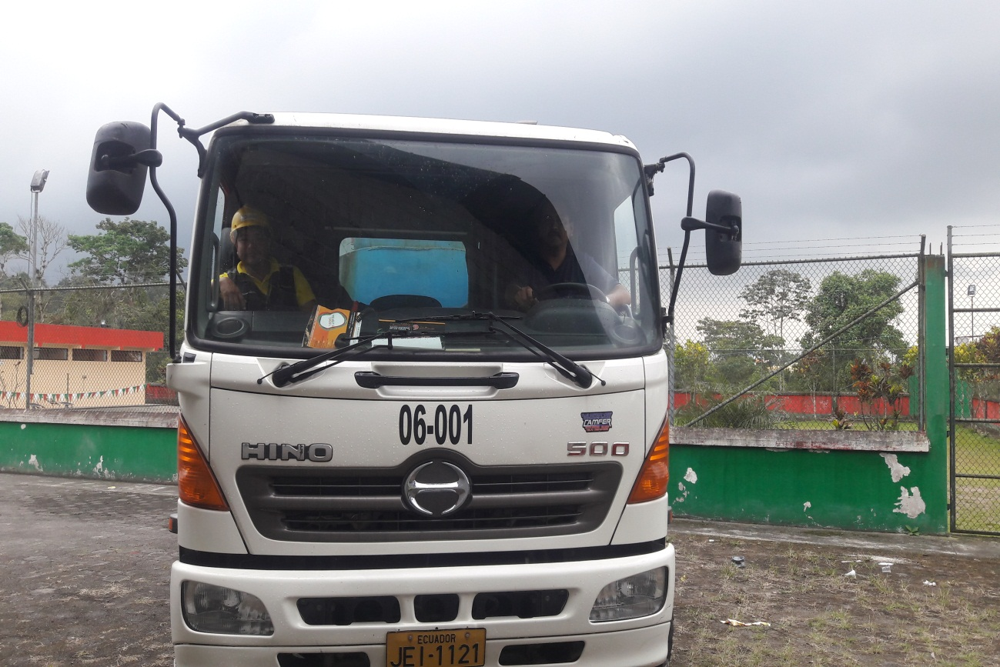 06-001
HINO
CAMPER
500
ECUADOR
JEI-1121